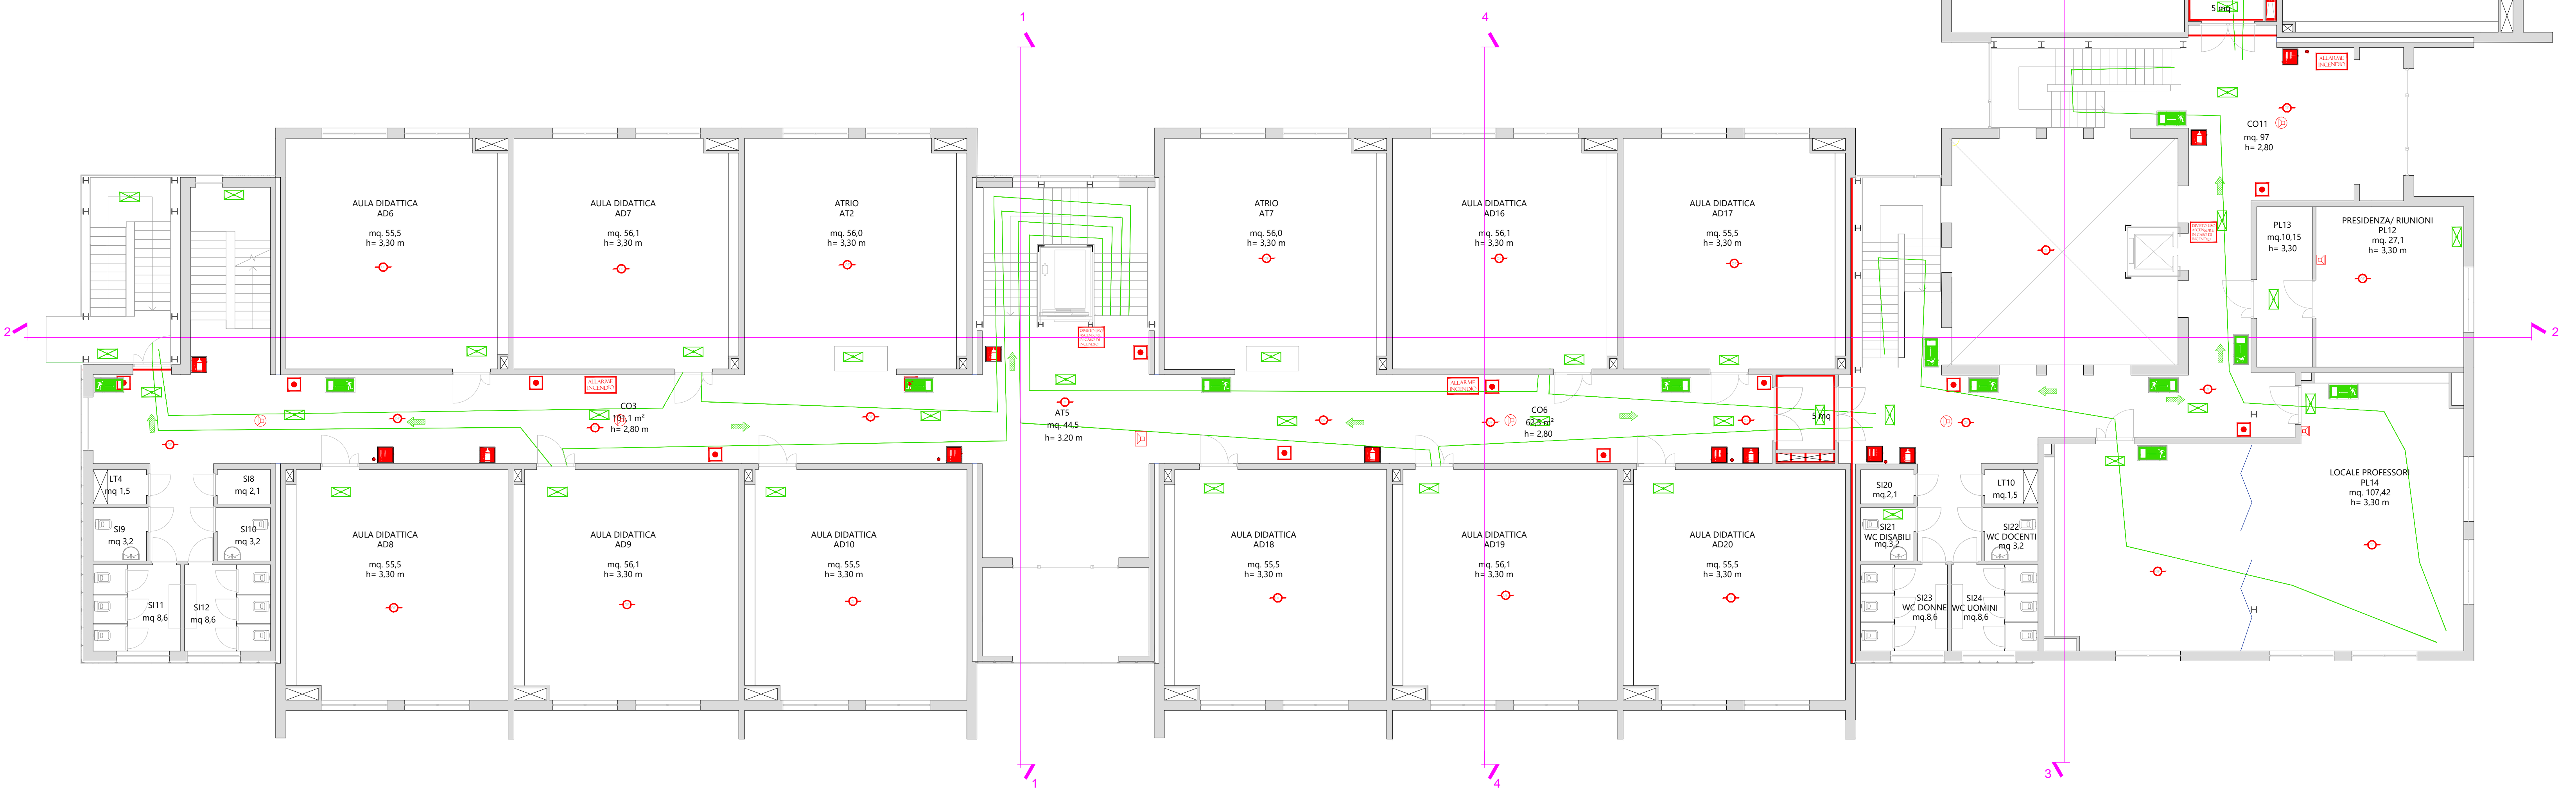 1
4
5 mq
ALLARME
INCENDIO
CO11
mq. 97
h= 2,80
AULA DIDATTICA
AD6
mq. 55,5
h= 3,30 m
AULA DIDATTICA
AD7
mq. 56,1
h= 3,30 m
ATRIO
AT2
mq. 56,0
h= 3,30 m
ATRIO
AT7
mq. 56,0
h= 3,30 m
AULA DIDATTICA
AD16
mq. 56,1
h= 3,30 m
AULA DIDATTICA
AD17
mq. 55,5
h= 3,30 m
PL13
mq.10,15
h= 3,30
PRESIDENZA/ RIUNIONI
PL12
mq. 27,1
h= 3,30 m
2
2
ALLARME
INCENDIO
ALLARME
INCENDIO
CO3
101,1 m²
h= 2,80 m
AT5
mq. 44,5
h= 3.20 m
CO6
62,5 m²
h= 2,80
5 mq
LT4
mq 1,5
SI8
mq 2,1
SI9
mq 3,2
SI10
mq 3,2
SI11
mq 8,6
SI12
mq 8,6
AULA DIDATTICA
AD8
mq. 55,5
h= 3,30 m
AULA DIDATTICA
AD9
mq. 56,1
h= 3,30 m
AULA DIDATTICA
AD10
mq. 55,5
h= 3,30 m
AULA DIDATTICA
AD18
mq. 55,5
h= 3,30 m
AULA DIDATTICA
AD19
mq. 56,1
h= 3,30 m
AULA DIDATTICA
AD20
mq. 55,5
h= 3,30 m
SI20
mq.2,1
LT10
mq.1,5
SI21
WC DISABILI
mq.3,2
SI22
WC DOCENTI
mq 3,2
SI23
WC DONNE
mq.8,6
SI24
WC UOMINI
mq.8,6
LOCALE PROFESSORI
PL14
mq. 107,42
h= 3,30 m
1
4
3